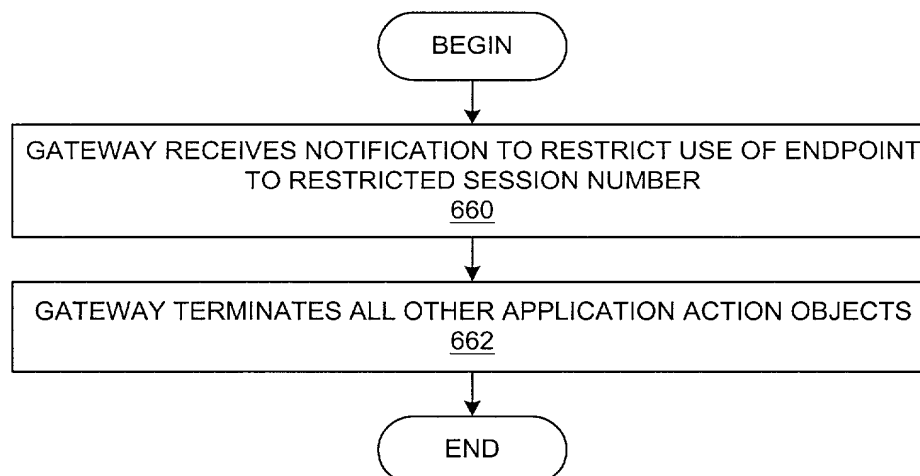 BEGIN
GATEWAY RECEIVES NOTIFICATION TO RESTRICT USE OF ENDPOINT
TO RESTRICTED SESSION NUMBER
660
GATEWAY TERMINATES ALL OTHER APPLICATION ACTION OBJECTS
662
END